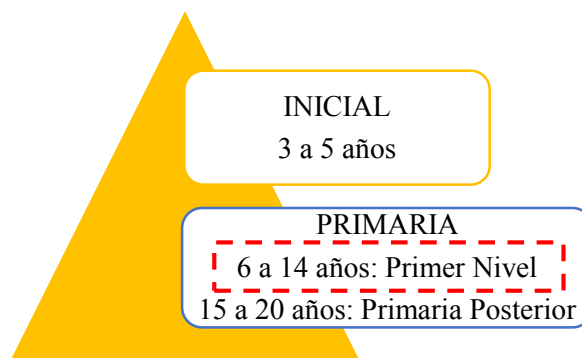 INICIAL
3 a 5 años
PRIMARIA
6 a 14 años: Primer Nivel
15 a 20 años: Primaria Posterior